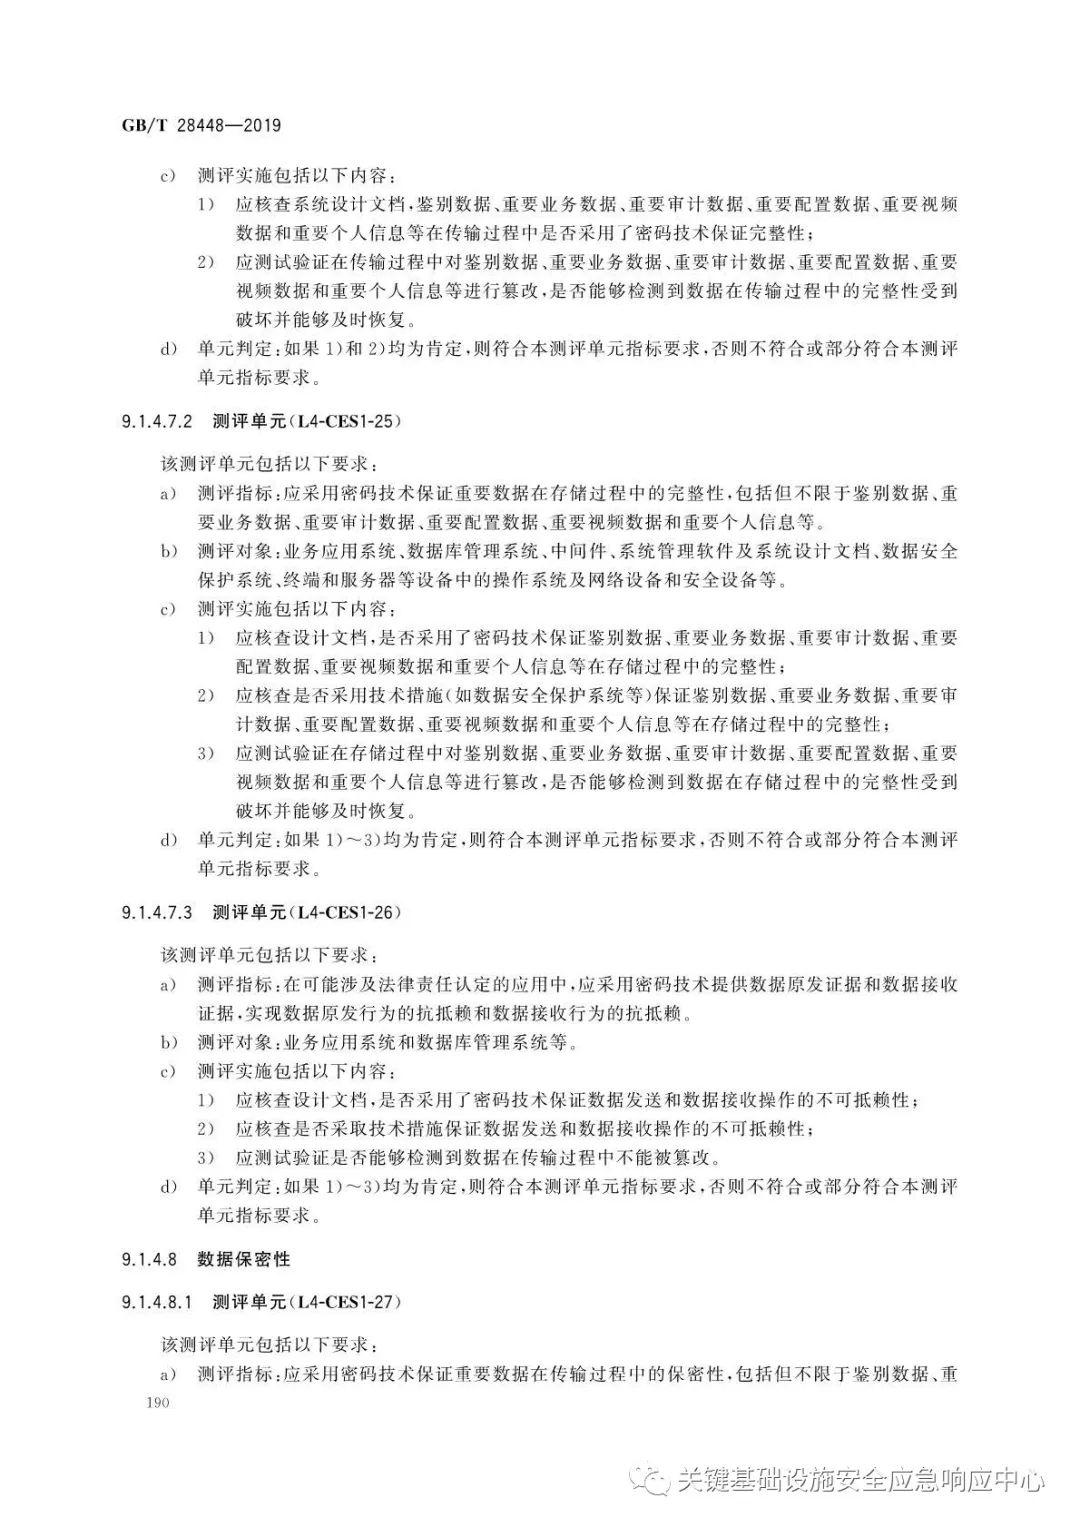 GB/T 28448—2019
c) 测评实施包括以下内容：
1) 应核查系统设计文档，鉴别数据、重要业务数据、重要审计数据、重要配置数据、重要视频
数据和重要个人信息等在传输过程中是否采用了密码技术保证完整性；
2) 应测试验证在传输过程中对鉴别数据、重要业务数据、重要审计数据、重要配置数据、重要
视频数据和重要个人信息等进行篡改，是否能够检测到数据在传输过程中的完整性受到
破坏并能够及时恢复。
d) 单元判定：如果 1)和 2)均为肯定，则符合本测评单元指标要求，否则不符合或部分符合本测评
单元指标要求。
9.1.4.7.2 测评单元(L4-CES1-25)
该测评单元包括以下要求：
a) 测评指标：应采用密码技术保证重要数据在存储过程中的完整性，包括但不限于鉴别数据、重
要业务数据、重要审计数据、重要配置数据、重要视频数据和重要个人信息等。
b) 测评对象：业务应用系统、数据库管理系统、中间件、系统管理软件及系统设计文档、数据安全
保护系统、终端和服务器等设备中的操作系统及网络设备和安全设备等。
c) 测评实施包括以下内容：
1) 应核查设计文档，是否采用了密码技术保证鉴别数据、重要业务数据、重要审计数据、重要
配置数据、重要视频数据和重要个人信息等在存储过程中的完整性；
2) 应核查是否采用技术措施(如数据安全保护系统等)保证鉴别数据、重要业务数据、重要审
计数据、重要配置数据、重要视频数据和重要个人信息等在存储过程中的完整性；
3) 应测试验证在存储过程中对鉴别数据、重要业务数据、重要审计数据、重要配置数据、重要
视频数据和重要个人信息等进行篡改，是否能够检测到数据在存储过程中的完整性受到
破坏并能够及时恢复。
d) 单元判定：如果 1)～3)均为肯定，则符合本测评单元指标要求，否则不符合或部分符合本测评
单元指标要求。
9.1.4.7.3 测评单元(L4-CES1-26)
该测评单元包括以下要求：
a) 测评指标：在可能涉及法律责任认定的应用中，应采用密码技术提供数据原发证据和数据接收
证据，实现数据原发行为的抗抵赖和数据接收行为的抗抵赖。
b) 测评对象：业务应用系统和数据库管理系统等。
c) 测评实施包括以下内容：
1) 应核查设计文档，是否采用了密码技术保证数据发送和数据接收操作的不可抵赖性；
2) 应核查是否采取技术措施保证数据发送和数据接收操作的不可抵赖性；
3) 应测试验证是否能够检测到数据在传输过程中不能被篡改。
d) 单元判定：如果 1)～3)均为肯定，则符合本测评单元指标要求，否则不符合或部分符合本测评
单元指标要求。
9.1.4.8 数据保密性
9.1.4.8.1 测评单元(L4-CES1-27)
该测评单元包括以下要求：
a) 测评指标：应采用密码技术保证重要数据在传输过程中的保密性，包括但不限于鉴别数据、重
190
关键基础设施安全应急响应中心